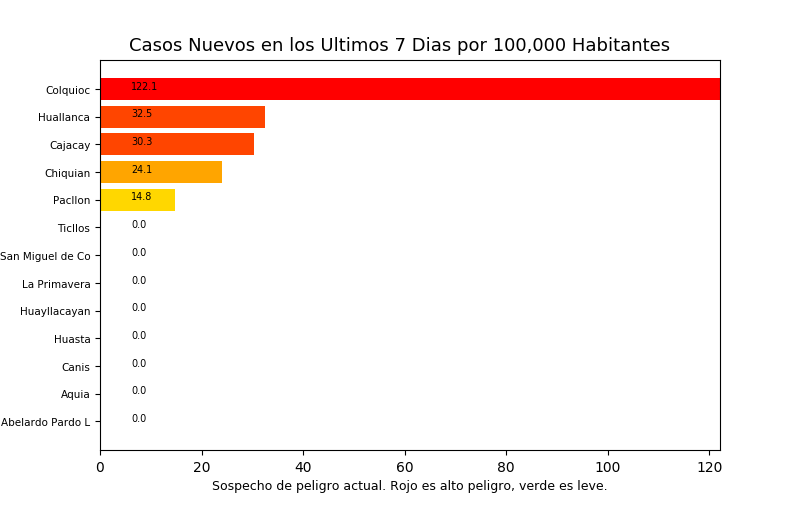 Casos Nuevos en los Ultimos 7 Dias por 100,000 Habitantes
Colquioc 122.1
Huallanca 32.5
Cajacay 30.3
Chiquian 24.1
Pacllon 14.8
Ticllos 0.0
San Miguel de Co 0.0
La Primavera 0.0
Huayllacayan 0.0
Huasta 0.0
Canis 0.0
Aquia 0.0
Abelardo Pardo L 0.0
0 20 40 60 80 100 120
Sospecho de peligro actual. Rojo es alto peligro, verde es leve.